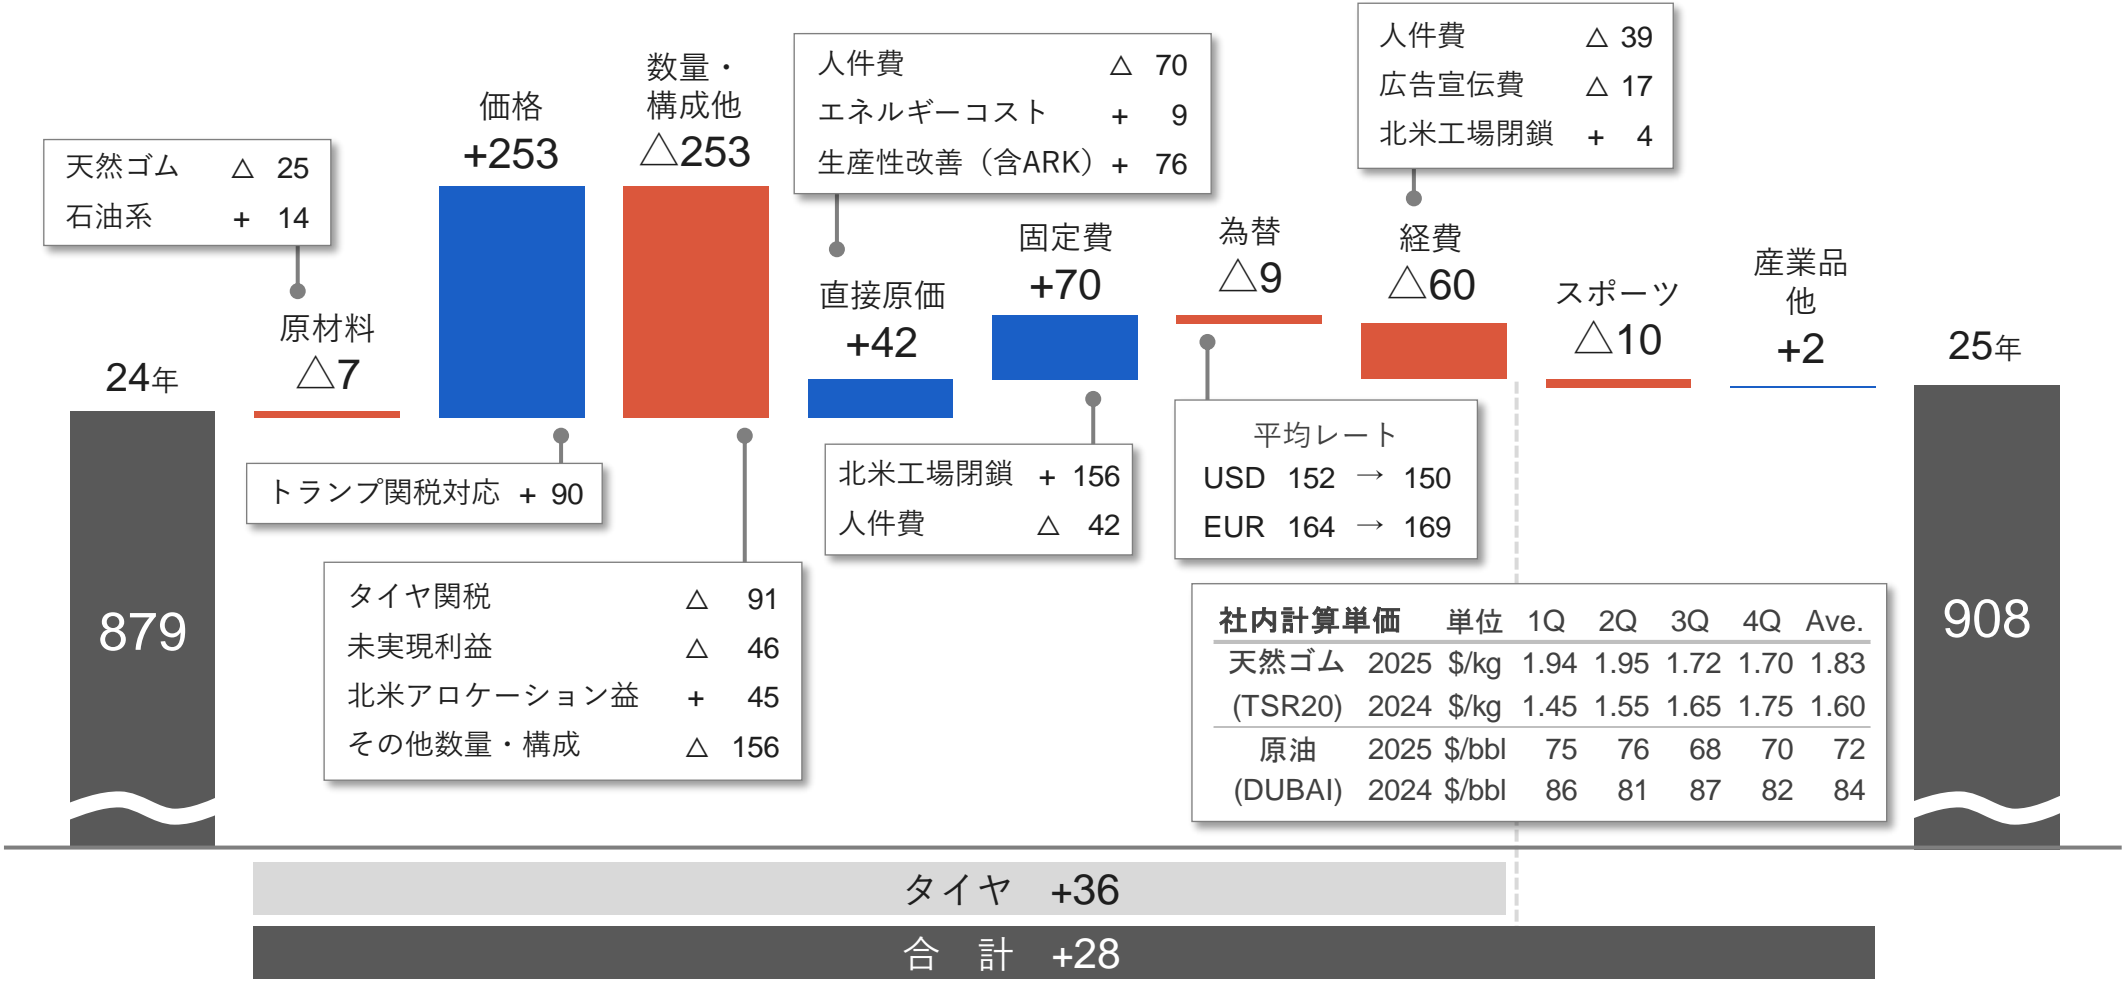 24年
879
天然ゴム △ 25
石油系 + 14
原材料
△7
価格
+253
トランプ関税対応 + 90
数量・
構成他
△253
タイヤ関税 △ 91
未実現利益 △ 46
北米アロケーション益 + 45
その他数量・構成 △ 156
人件費 △ 70
エネルギーコスト + 9
生産性改善（含ARK）+ 76
直接原価
+42
固定費
+70
北米工場閉鎖 + 156
人件費 △ 42
為替
△9
平均レート
USD 152 → 150
EUR 164 → 169
人件費 △ 39
広告宣伝費 △ 17
北米工場閉鎖 + 4
経費
△60
スポーツ
△10
産業品
他
+2
25年
908
社内計算単価 単位 1Q 2Q 3Q 4Q Ave.
天然ゴム 2025 $/kg 1.94 1.95 1.72 1.70 1.83
(TSR20) 2024 $/kg 1.45 1.55 1.65 1.75 1.60
原油 2025 $/bbl 75 76 68 70 72
(DUBAI) 2024 $/bbl 86 81 87 82 84
タイヤ +36
合 計 +28